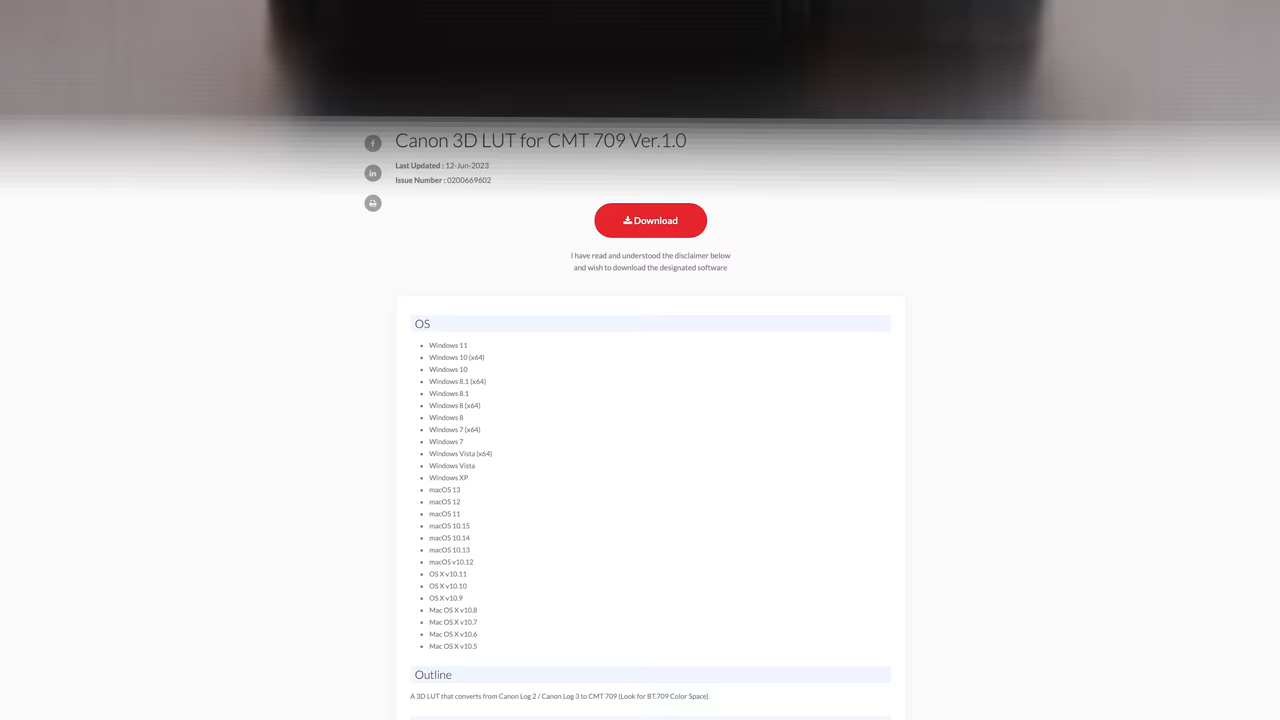 Canon 3D LUT for CMT 709 Ver.1.0
Last Updated : 12-Jun-2023
Issue Number : 0200669602
Download
I have read and understood the disclaimer below
and wish to download the designated software
OS
Windows 11
Windows 10 (x64)
Windows 10
Windows 8.1 (x64)
Windows 8.1
Windows 8 (x64)
Windows 8
Windows 7 (x64)
Windows 7
Windows Vista (x64)
Windows Vista
Windows XP
macOS 13
macOS 12
macOS 11
macOS 10.15
macOS 10.14
macOS 10.13
macOS v10.12
OS X v10.11
OS X v10.10
OS X v10.9
Mac OS X v10.8
Mac OS X v10.7
Mac OS X v10.6
Mac OS X v10.5
Outline
A 3D LUT that converts from Canon Log 2 / Canon Log 3 to CMT 709 (Look for BT.709 Color Space).